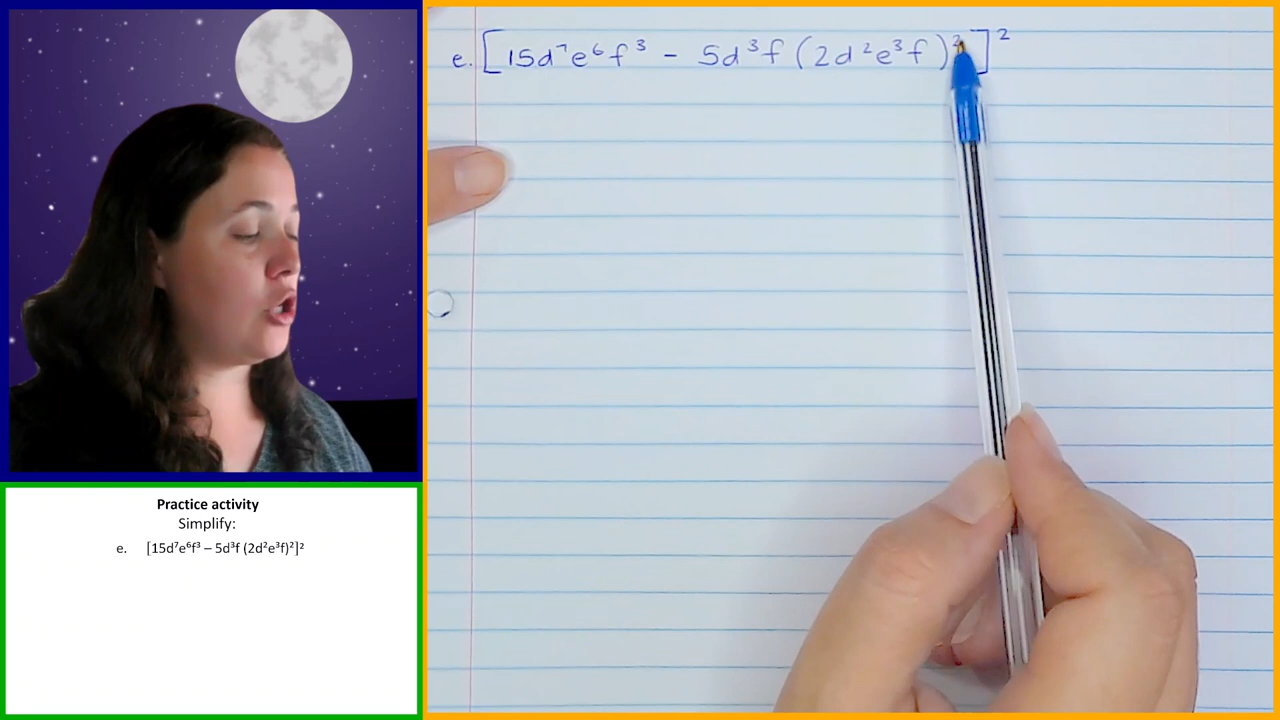 e. [15d⁷e⁶f³ - 5d³f (2d²e³f)²]²
Practice activity
Simplify:
e. [15d⁷e⁶f³ – 5d³f (2d²e³f)²]²